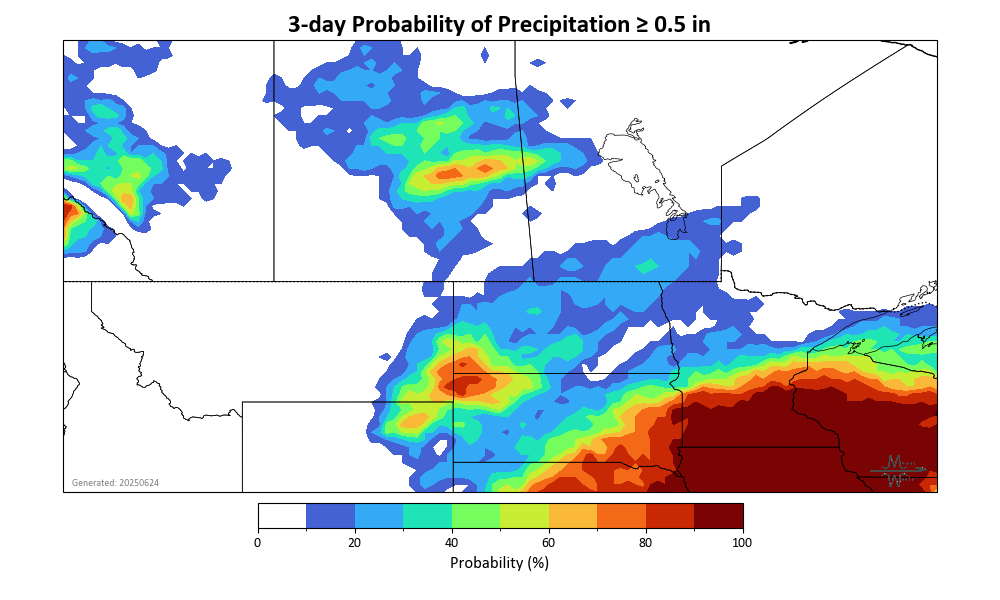 3-day Probability of Precipitation ≥ 0.5 in
Generated: 20250624
0 20 40 60 80 100
Probability (%)